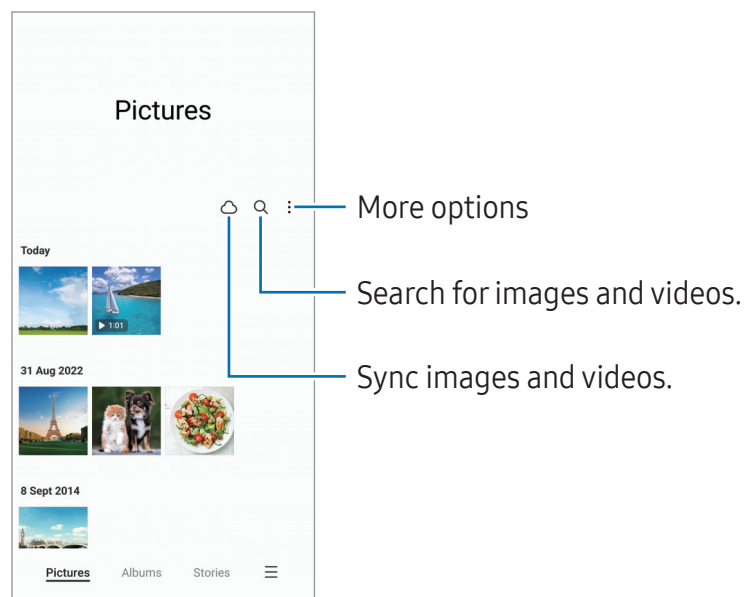 Pictures
More options
Today
Search for images and videos.
1:01
31 Aug 2022
Sync images and videos.
8 Sept 2014
Pictures Albums Stories